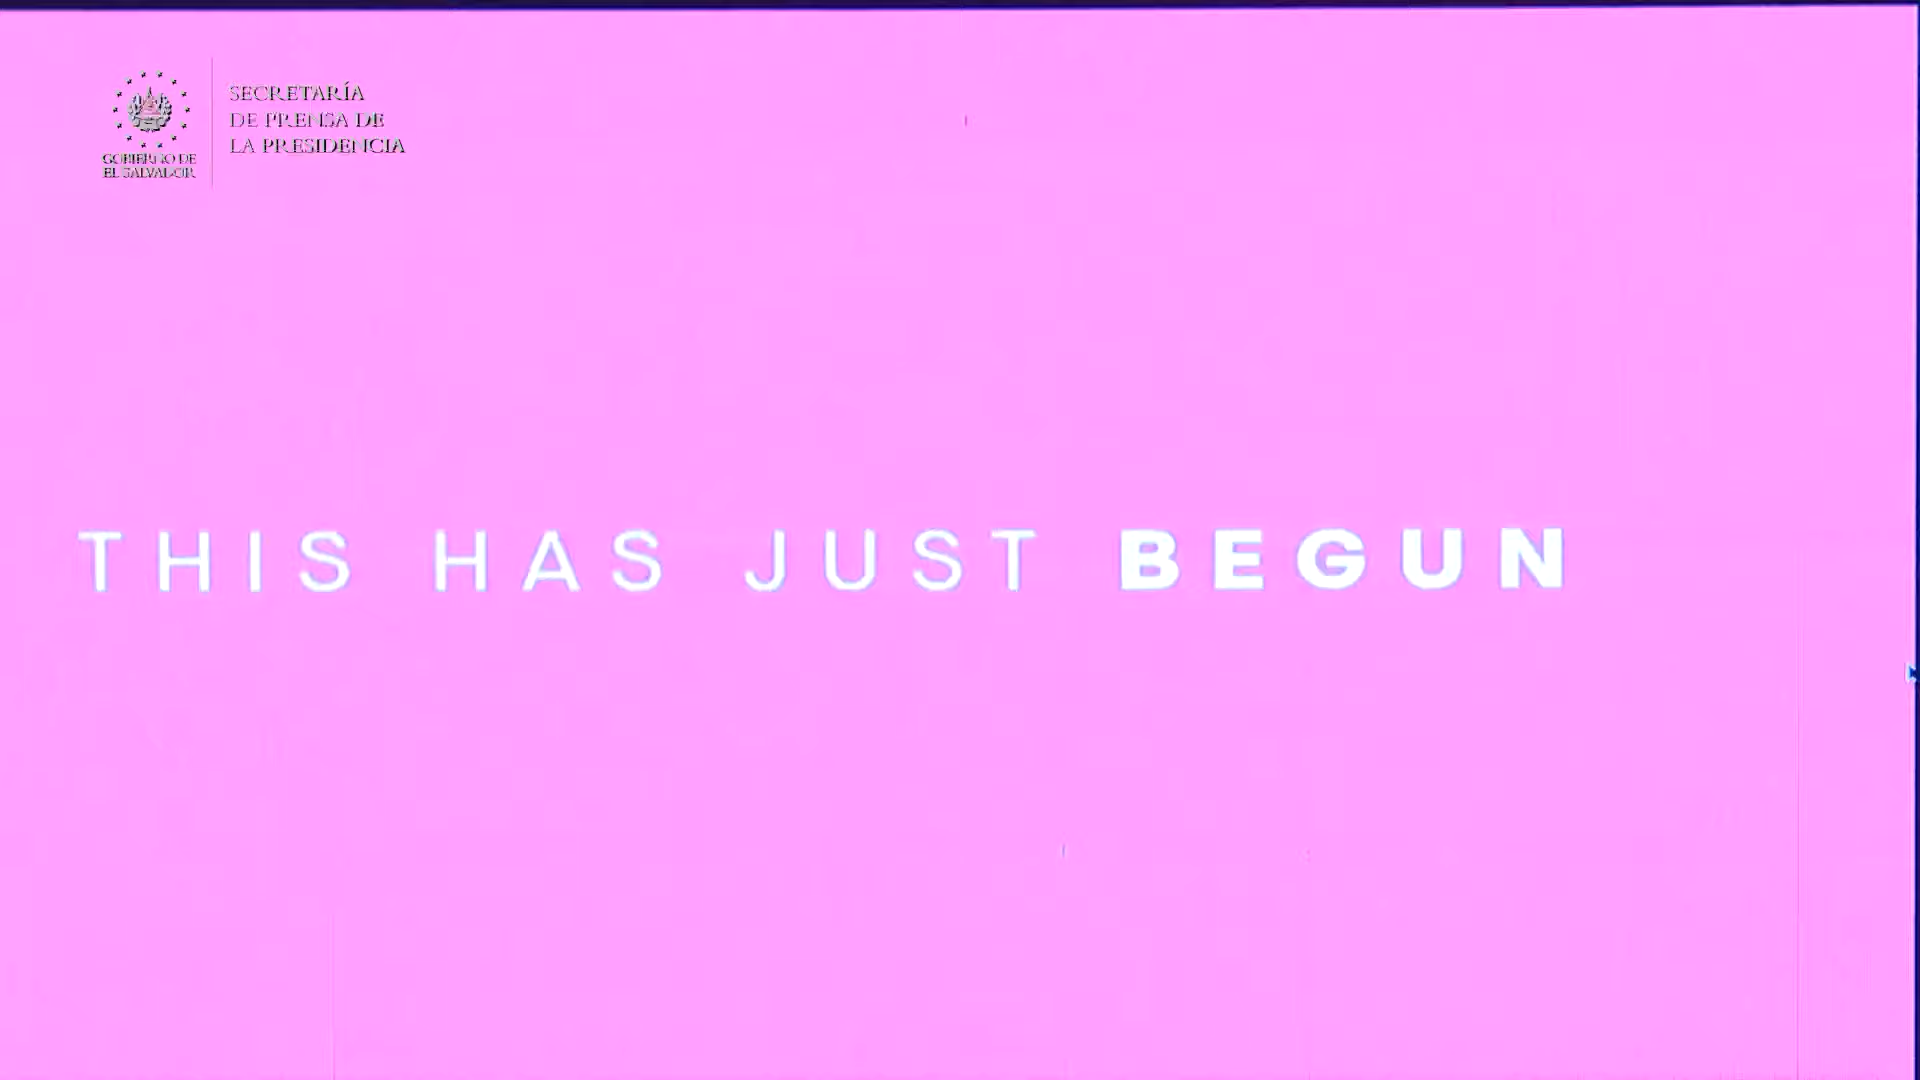 SECRETARÍA
DE PRENSA DE
LA PRESIDENCIA
GOBIERNO DE
EL SALVADOR
THIS HAS JUST BEGUN